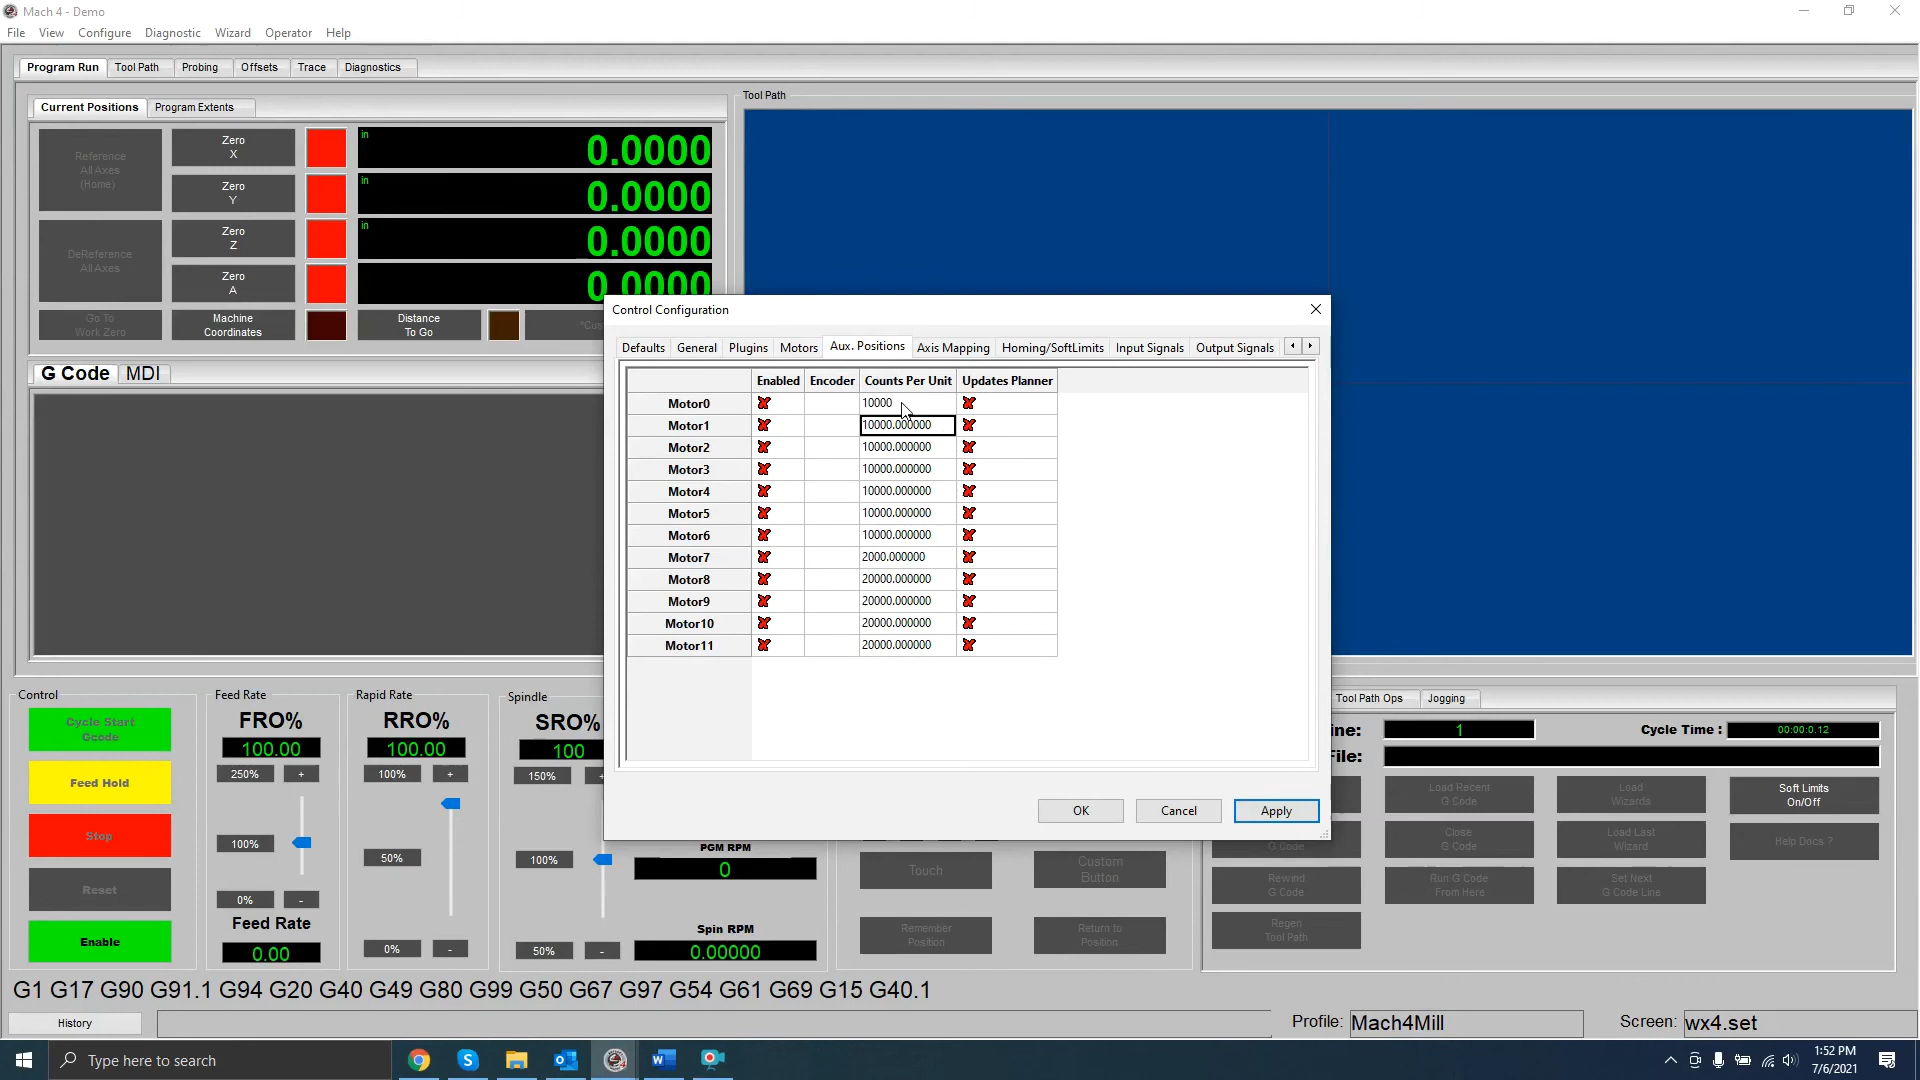 Mach 4 - Demo
File View Configure Diagnostic Wizard Operator Help
Program Run Tool Path Probing Offsets Trace Diagnostics
Current Positions Program Extents
Tool Path
Reference
All Axes
(Home)
Zero
X
in
0.0000
Zero
Y
in
0.0000
DeReference
All Axes
Zero
Z
in
0.0000
Zero
A
0.0000
Go To
Work Zero
Machine
Coordinates
Distance
To Go
G Code MDI
Control Configuration
Defaults General Plugins Motors Aux. Positions Axis Mapping Homing/SoftLimits Input Signals Output Signals
Enabled Encoder Counts Per Unit Updates Planner
Motor0 10000
Motor1 10000.000000
Motor2 10000.000000
Motor3 10000.000000
Motor4 10000.000000
Motor5 10000.000000
Motor6 10000.000000
Motor7 2000.000000
Motor8 20000.000000
Motor9 20000.000000
Motor10 20000.000000
Motor11 20000.000000
OK Cancel Apply
Control
Cycle Start
Gcode
Feed Hold
Stop
Reset
Enable
Feed Rate
FRO%
100.00
250% +
100%
0% -
Feed Rate
0.00
Rapid Rate
RRO%
100.00
100% +
50%
0% -
Spindle
SRO%
100
150% +
100%
50% -
PGM RPM
0
Spin RPM
0.00000
Touch
Custom
Button
Remember
Position
Return to
Position
Tool Path Ops Jogging
ine: 1 Cycle Time : 00:00:0.12
File:
Load Recent
G Code
Load
Wizards
Soft Limits
On/Off
G Code
Close
G Code
Load Last
Wizard
Help Docs ?
Rewind
G Code
Run G Code
From Here
Set Next
G Code Line
Regen
Tool Path
G1 G17 G90 G91.1 G94 G20 G40 G49 G80 G99 G50 G67 G97 G54 G61 G69 G15 G40.1
History
Profile: Mach4Mill
Screen: wx4.set
Type here to search
1:52 PM
7/6/2021